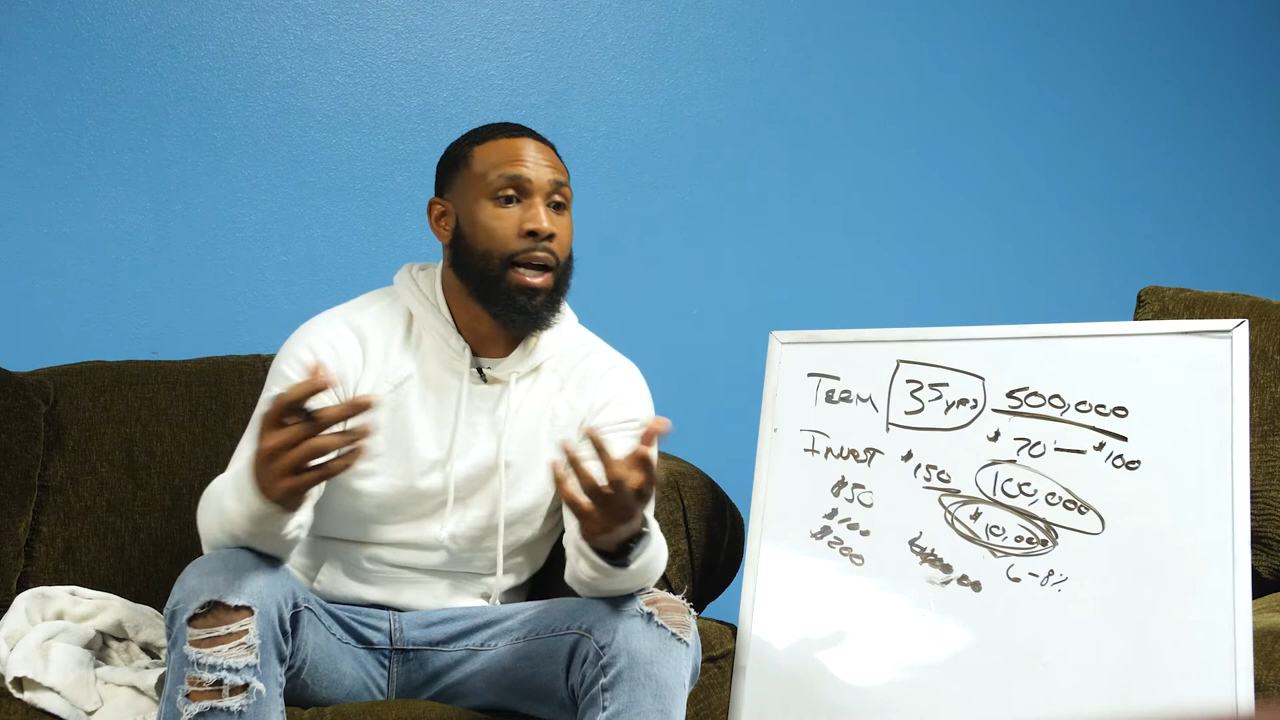 TERM 35yrs 500,000
$70 — $100
INVEST $150 100,000
$50
$100 $10,000
$200
6-8%